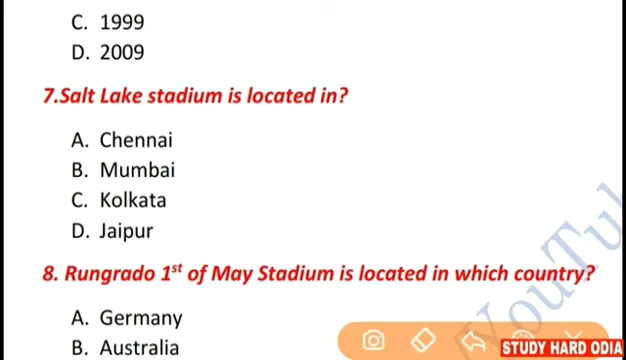 C. 1999
D. 2009
7.Salt Lake stadium is located in?
A. Chennai
B. Mumbai
C. Kolkata
D. Jaipur
8. Rungrado 1st of May Stadium is located in which country?
A. Germany
B. Australia
YouTu
STUDY HARD ODIA